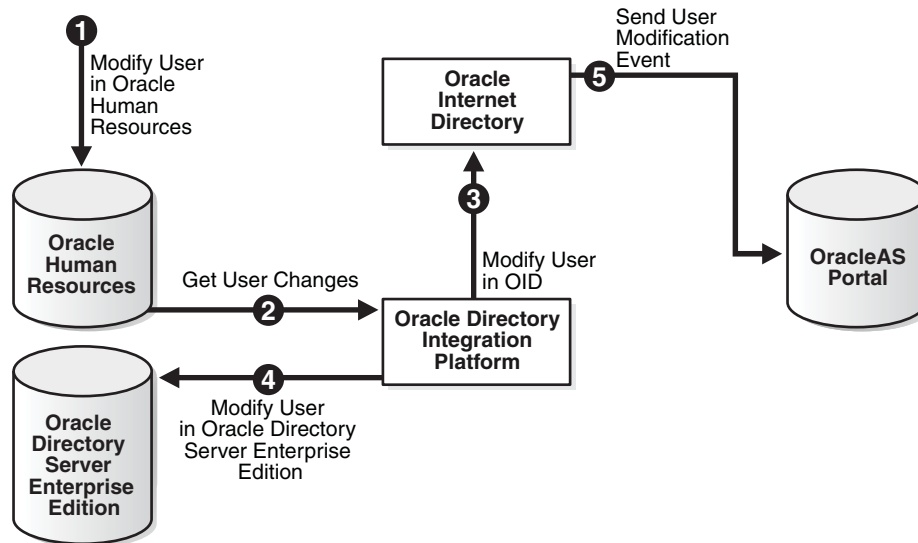 1
Modify User
in Oracle
Human
Resources
Oracle
Human
Resources
Get User Changes
2
Oracle Directory
Integration
Platform
3
Modify User
in OID
Oracle
Internet
Directory
4
Modify User
in Oracle Directory
Server Enterprise
Edition
Oracle
Directory
Server
Enterprise
Edition
Send User
Modification
Event
5
OracleAS
Portal